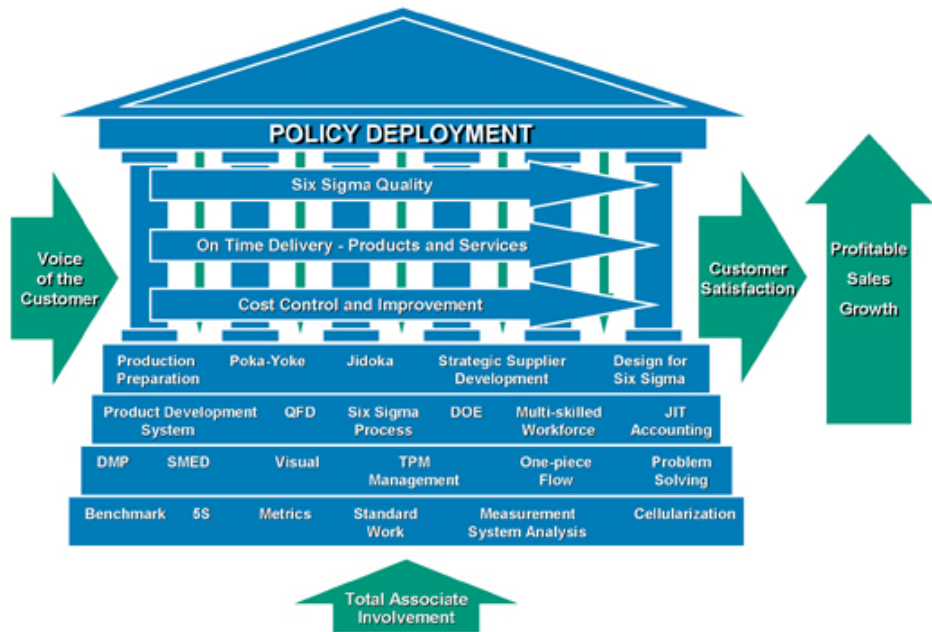 POLICY DEPLOYMENT
Six Sigma Quality
On Time Delivery - Products and Services
Cost Control and Improvement
Voice
of the
Customer
Customer
Satisfaction
Profitable
Sales
Growth
Production
Preparation
Poka-Yoke
Jidoka
Strategic Supplier
Development
Design for
Six Sigma
Product Development
System
QFD
Six Sigma
Process
DOE
Multi-skilled
Workforce
JIT
Accounting
DMP
SMED
Visual
TPM
Management
One-piece
Flow
Problem
Solving
Benchmark
5S
Metrics
Standard
Work
Measurement
System Analysis
Cellularization
Total Associate
Involvement